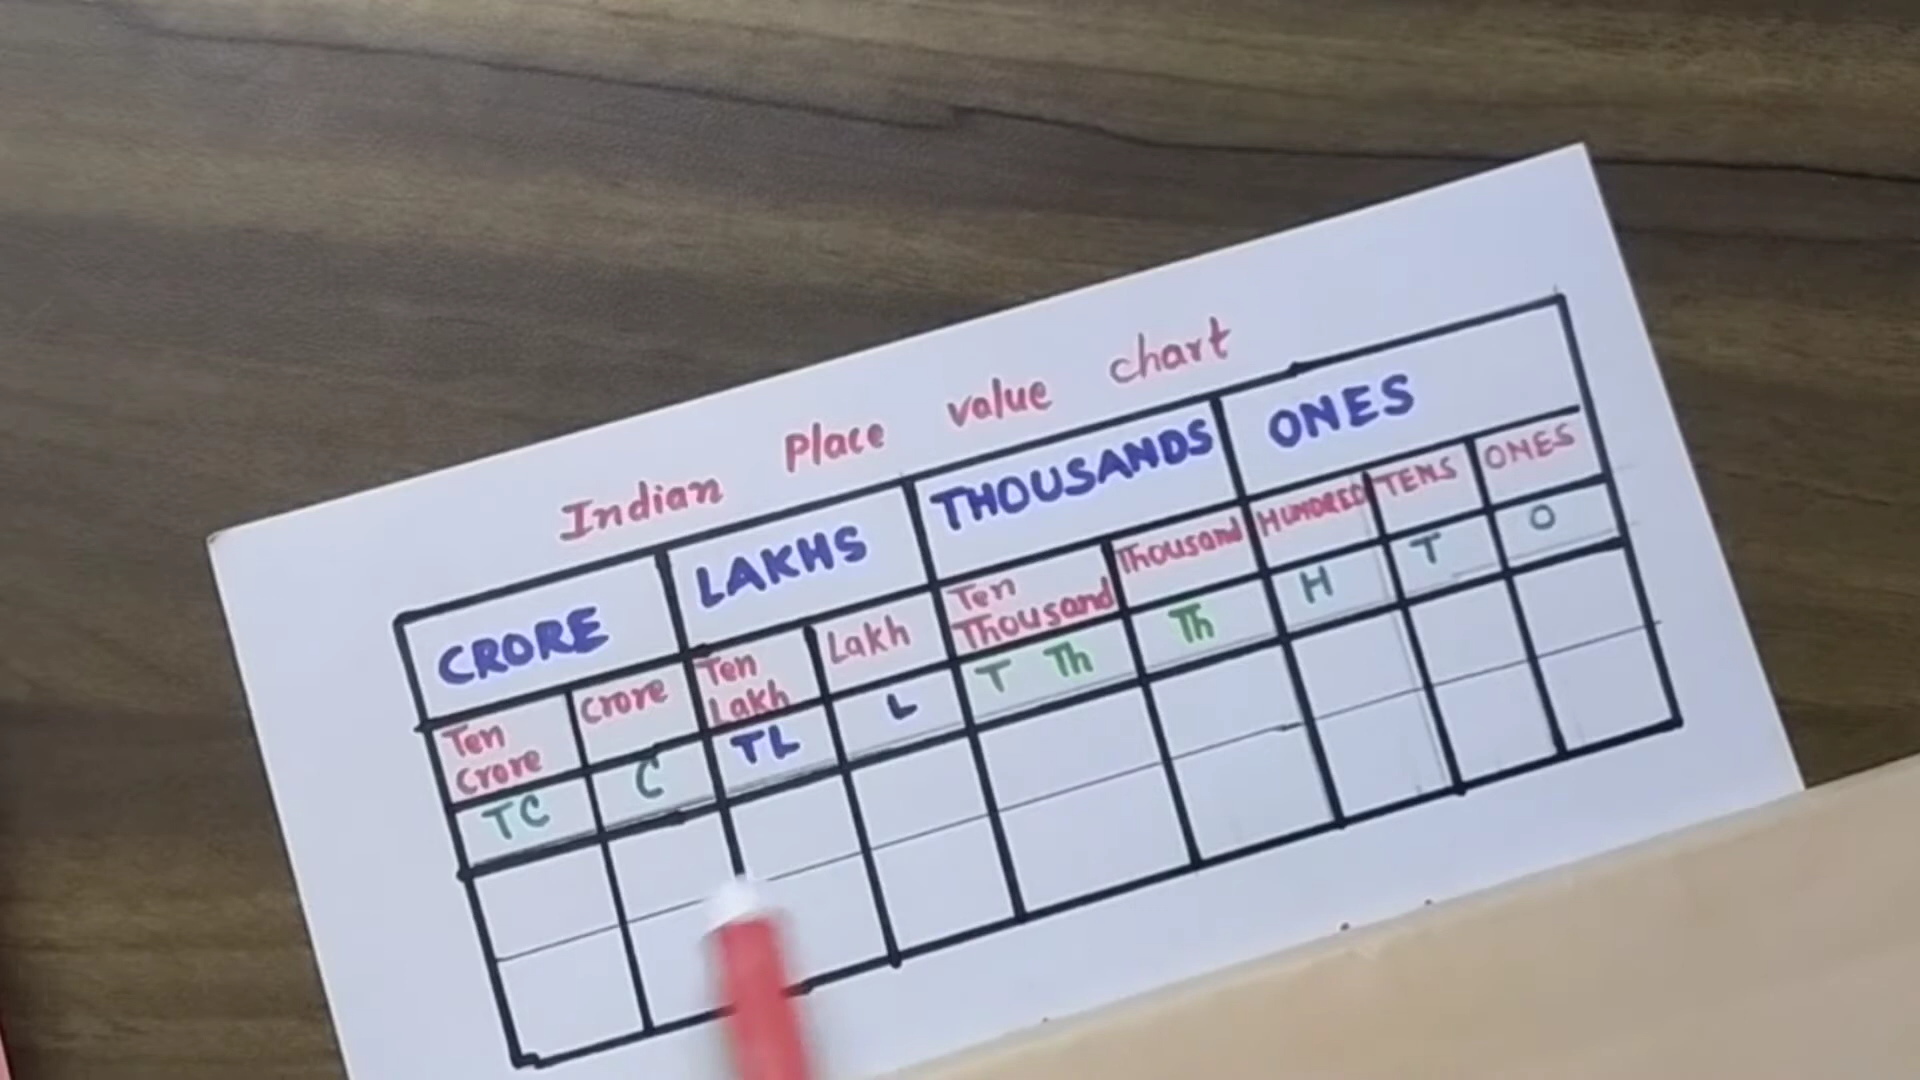 Indian Place value chart
CRORE LAKHS THOUSANDS ONES
Ten Crore Crore Ten Lakh Lakh Ten Thousand Thousand HUNDRED TENS ONES
TC C TL L T Th Th H T O